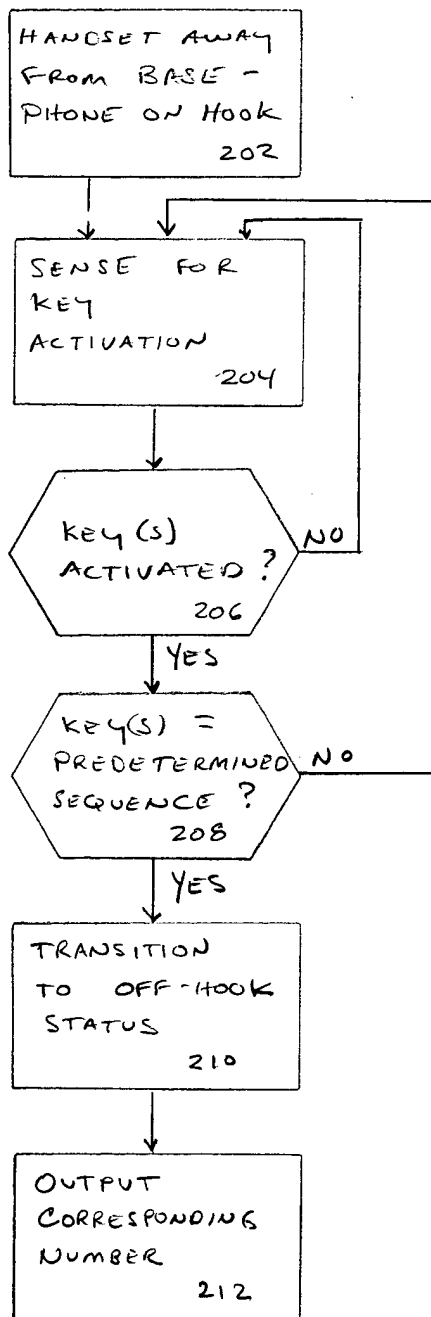 HANDSET AWAY
FROM BASE -
PHONE ON HOOK
202
SENSE FOR
KEY
ACTIVATION
204
KEY(S)
ACTIVATED ?
206
NO
YES
KEY(S) =
PREDETERMINED
SEQUENCE ?
208
NO
YES
TRANSITION
TO OFF-HOOK
STATUS
210
OUTPUT
CORRESPONDING
NUMBER
212